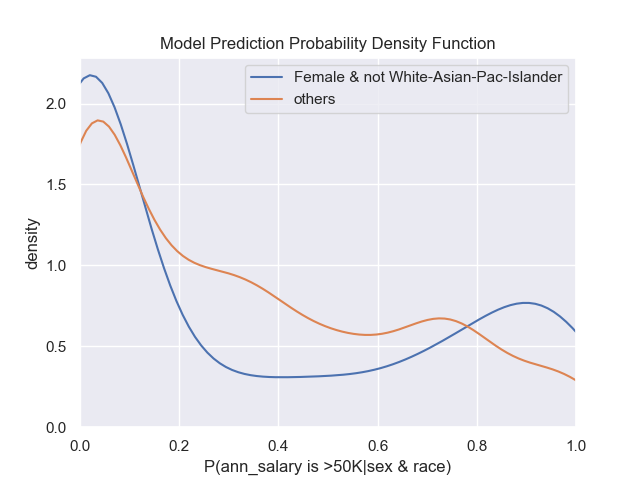 Model Prediction Probability Density Function
Female & not White-Asian-Pac-Islander
others
density
2.0
1.5
1.0
0.5
0.0
0.0 0.2 0.4 0.6 0.8 1.0
P(ann_salary is >50K|sex & race)